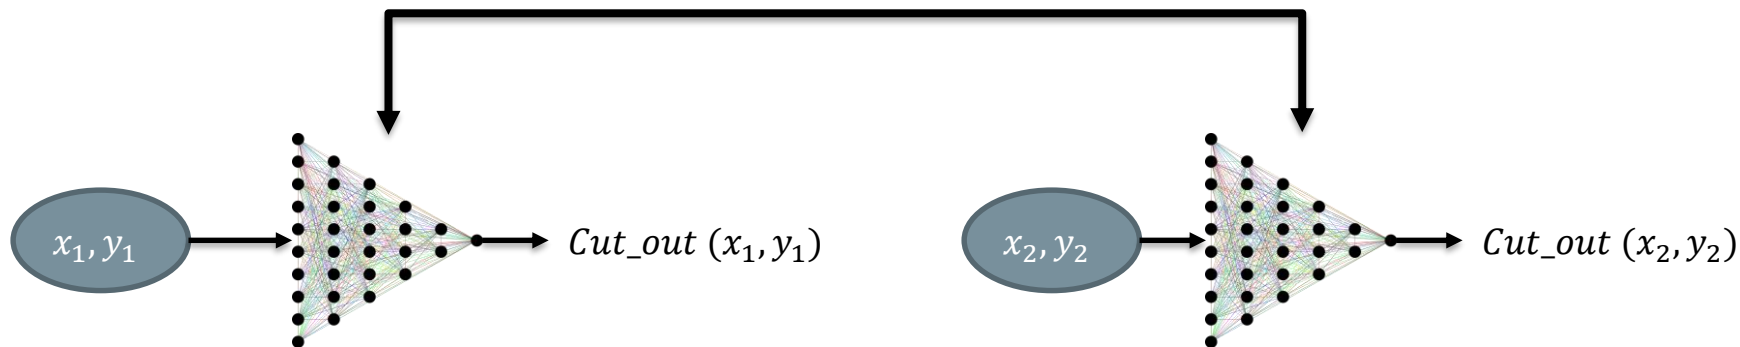 x₁, y₁
Cut_out (x₁, y₁)
x₂, y₂
Cut_out (x₂, y₂)